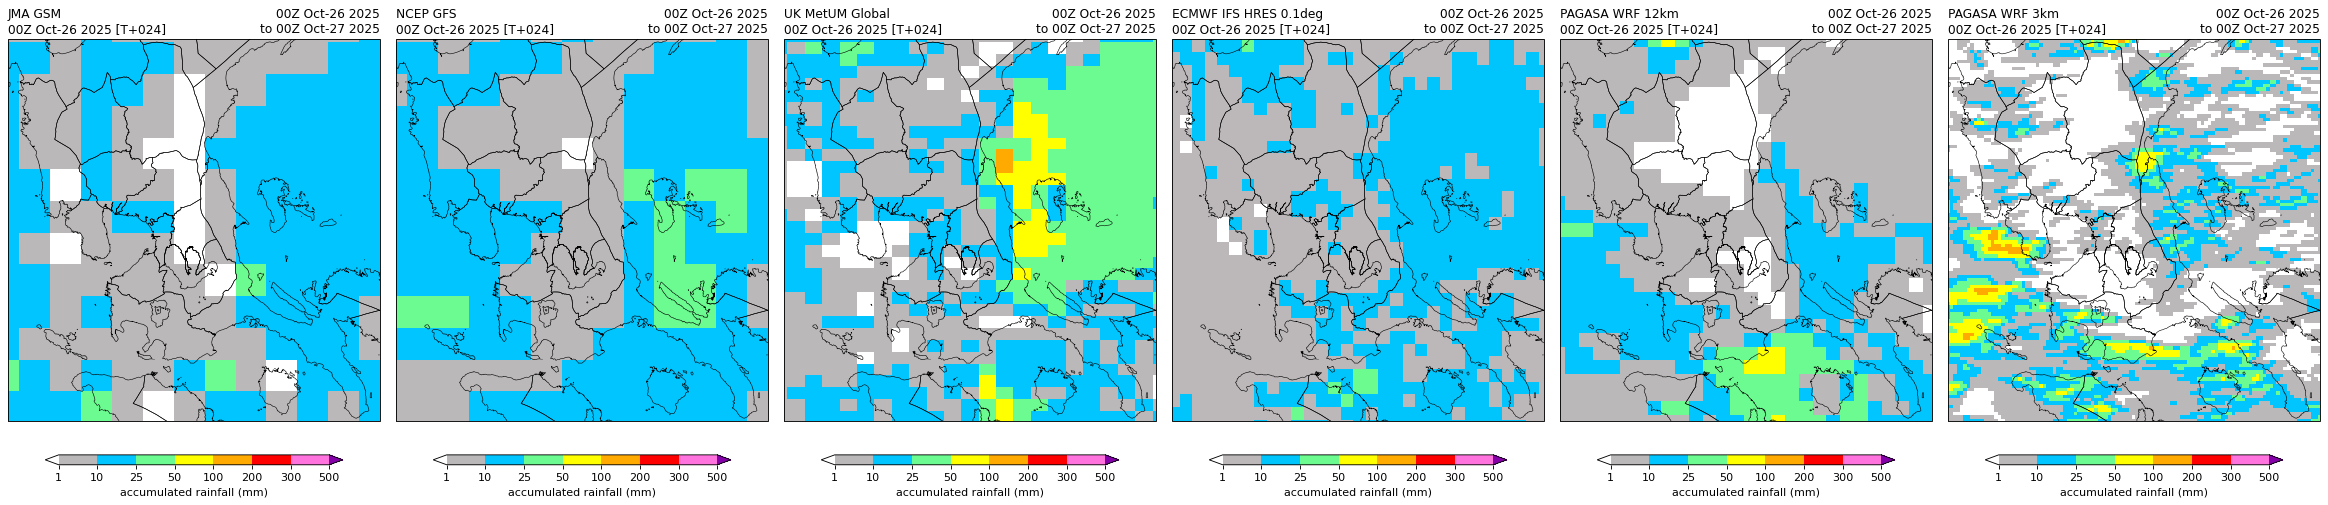 JMA GSM
00Z Oct-26 2025
00Z Oct-26 2025 [T+024]
to 00Z Oct-27 2025
1 10 25 50 100 200 300 500
accumulated rainfall (mm)
NCEP GFS
00Z Oct-26 2025
00Z Oct-26 2025 [T+024]
to 00Z Oct-27 2025
1 10 25 50 100 200 300 500
accumulated rainfall (mm)
UK MetUM Global
00Z Oct-26 2025
00Z Oct-26 2025 [T+024]
to 00Z Oct-27 2025
1 10 25 50 100 200 300 500
accumulated rainfall (mm)
ECMWF IFS HRES 0.1deg
00Z Oct-26 2025
00Z Oct-26 2025 [T+024]
to 00Z Oct-27 2025
1 10 25 50 100 200 300 500
accumulated rainfall (mm)
PAGASA WRF 12km
00Z Oct-26 2025
00Z Oct-26 2025 [T+024]
to 00Z Oct-27 2025
1 10 25 50 100 200 300 500
accumulated rainfall (mm)
PAGASA WRF 3km
00Z Oct-26 2025
00Z Oct-26 2025 [T+024]
to 00Z Oct-27 2025
1 10 25 50 100 200 300 500
accumulated rainfall (mm)